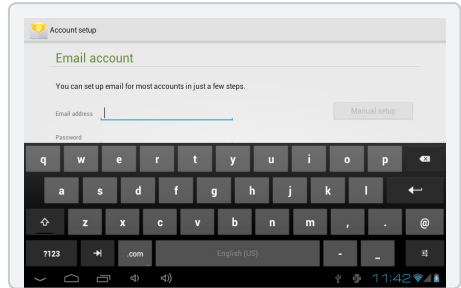 Account setup
Email account
You can set up email for most accounts in just a few steps.
Email address
Manual setup
Password
q w e r t y u i o p
a s d f g h j k l
z x c v b n m , . @
?123 .com English (US) - _
11:42